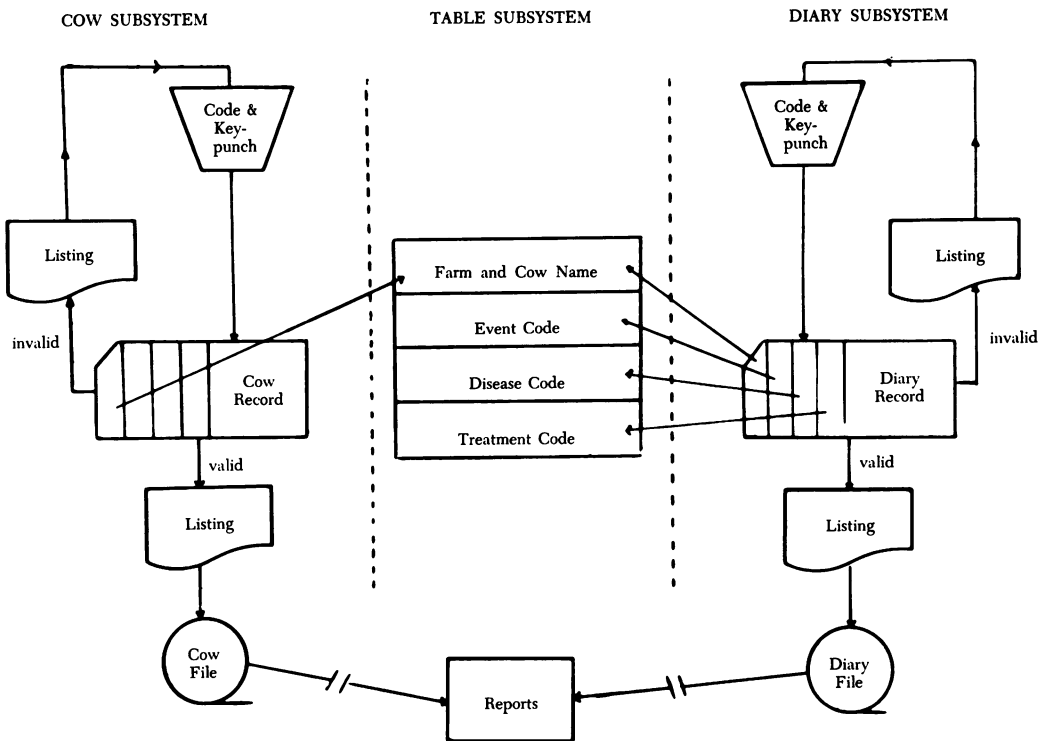 COW SUBSYSTEM
TABLE SUBSYSTEM
DIARY SUBSYSTEM
Code &
Key-
punch
Code &
Key-
punch
Listing
Listing
Farm and Cow Name
Event Code
Disease Code
Treatment Code
invalid
invalid
Cow
Record
Diary
Record
valid
valid
Listing
Listing
Cow
File
Diary
File
Reports